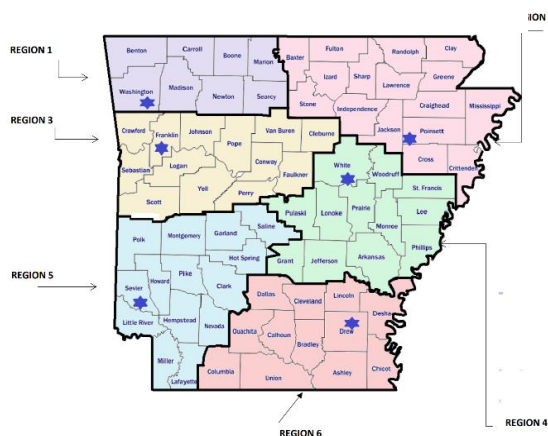 ION
REGION 1
REGION 3
REGION 5
REGION 4
REGION 6
Benton Carroll Boone Marion
Washington Madison Newton Searcy
Baxter Fulton Randolph Clay
Izard Sharp Lawrence Greene
Stone Independence Craighead Mississippi
Jackson Poinsett
Cross Crittenden
Crawford Franklin Johnson Van Buren Cleburne
Pope
Sebastian Logan Conway Faulkner
Scott Yell Perry
White Woodruff
St. Francis
Pulaski Lonoke Prairie Lee
Monroe Phillips
Grant Jefferson Arkansas
Polk Montgomery Garland Saline
Hot Spring
Sevier Howard Pike Clark
Little River Hempstead Nevada
Miller
Lafayette
Dallas Cleveland Lincoln Desha
Ouachita Calhoun Bradley Drew
Columbia Union Ashley Chicot